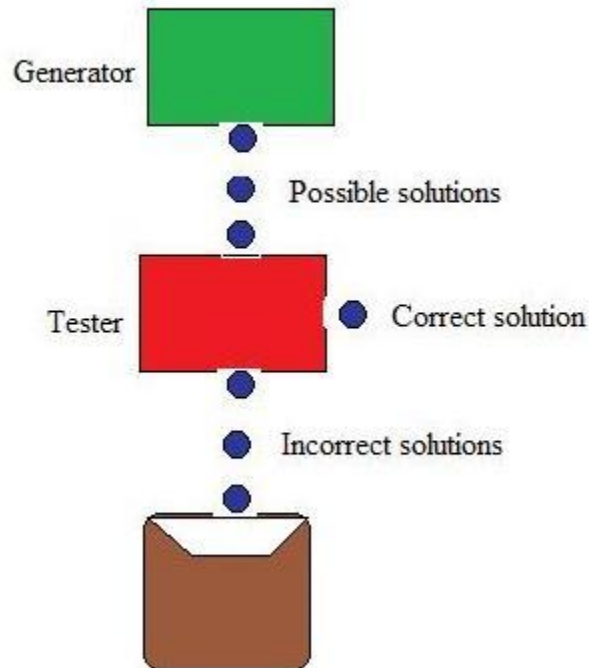 Generator
Possible solutions
Tester
Correct solution
Incorrect solutions